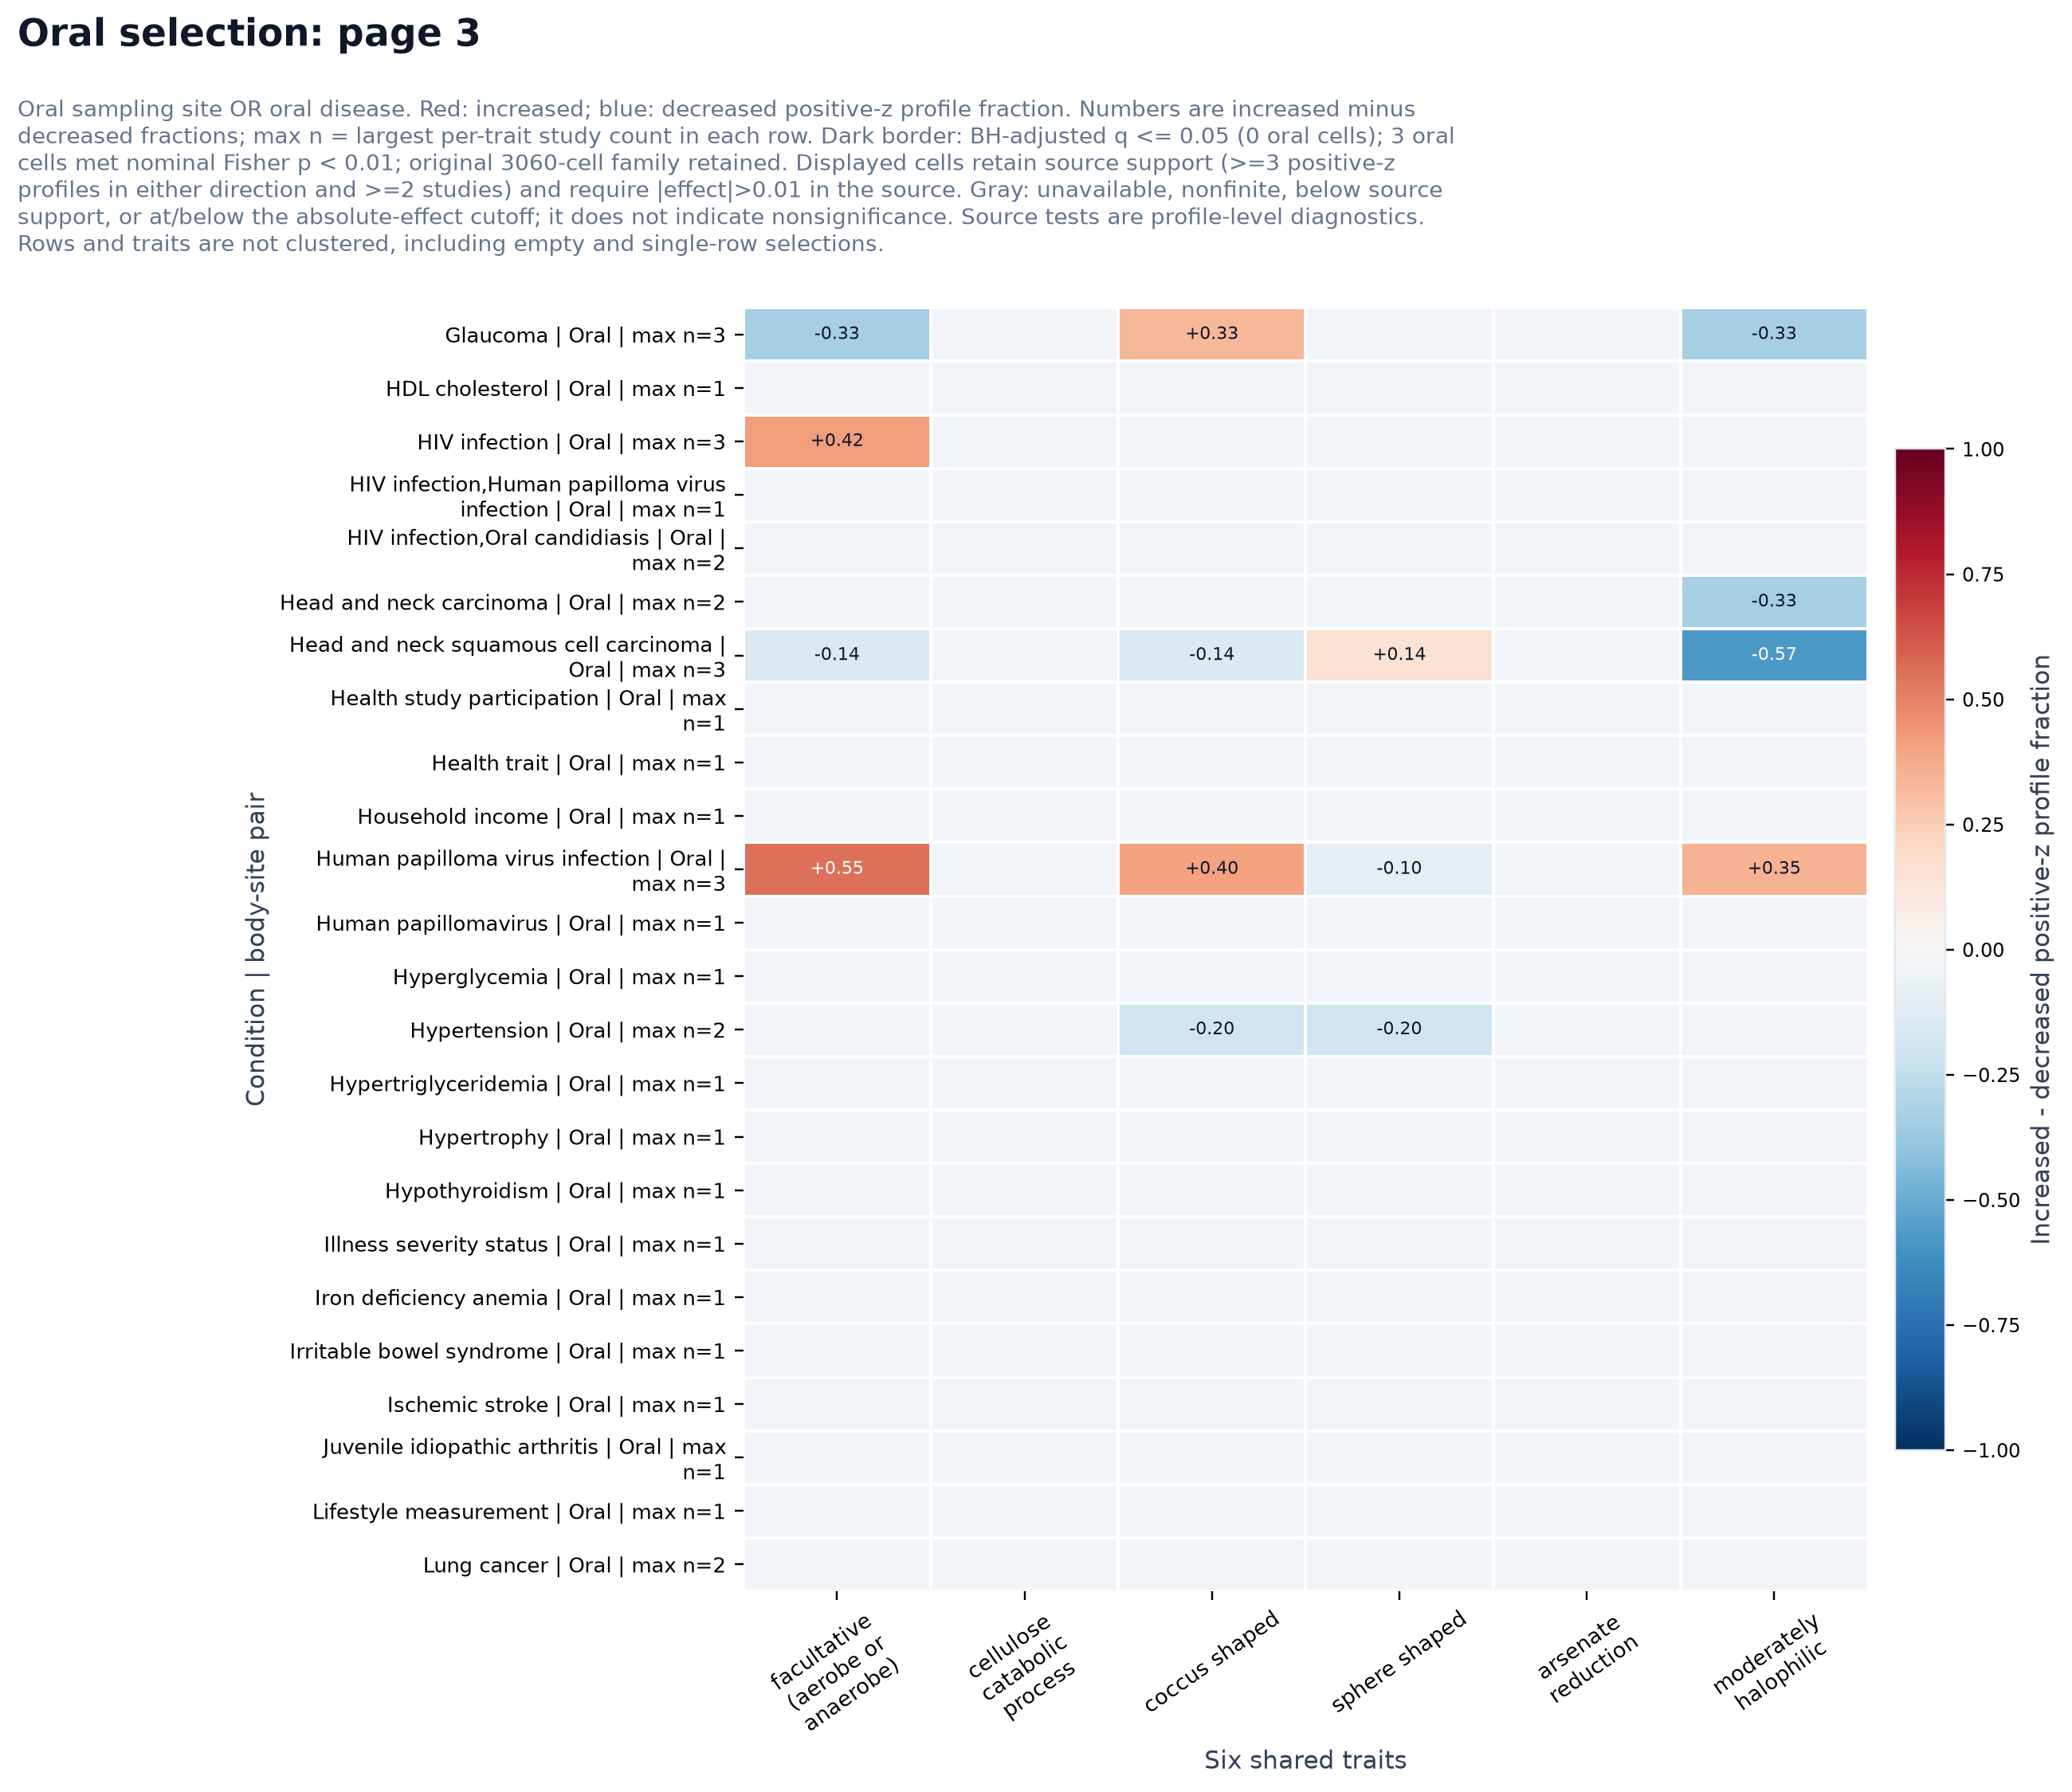 Oral selection: page 3
Oral sampling site OR oral disease. Red: increased; blue: decreased positive-z profile fraction. Numbers are increased minus
decreased fractions; max n = largest per-trait study count in each row. Dark border: BH-adjusted q <= 0.05 (0 oral cells); 3 oral
cells met nominal Fisher p < 0.01; original 3060-cell family retained. Displayed cells retain source support (>=3 positive-z
profiles in either direction and >=2 studies) and require |effect|>0.01 in the source. Gray: unavailable, nonfinite, below source
support, or at/below the absolute-effect cutoff; it does not indicate nonsignificance. Source tests are profile-level diagnostics.
Rows and traits are not clustered, including empty and single-row selections.
Condition | body-site pair
Glaucoma | Oral | max n=3
-0.33
+0.33
-0.33
HDL cholesterol | Oral | max n=1
HIV infection | Oral | max n=3
+0.42
HIV infection,Human papilloma virus
infection | Oral | max n=1
HIV infection,Oral candidiasis | Oral |
max n=2
Head and neck carcinoma | Oral | max n=2
-0.33
Head and neck squamous cell carcinoma |
Oral | max n=3
-0.14
-0.14
+0.14
-0.57
Health study participation | Oral | max
n=1
Health trait | Oral | max n=1
Household income | Oral | max n=1
Human papilloma virus infection | Oral |
max n=3
+0.55
+0.40
-0.10
+0.35
Human papillomavirus | Oral | max n=1
Hyperglycemia | Oral | max n=1
Hypertension | Oral | max n=2
-0.20
-0.20
Hypertriglyceridemia | Oral | max n=1
Hypertrophy | Oral | max n=1
Hypothyroidism | Oral | max n=1
Illness severity status | Oral | max n=1
Iron deficiency anemia | Oral | max n=1
Irritable bowel syndrome | Oral | max n=1
Ischemic stroke | Oral | max n=1
Juvenile idiopathic arthritis | Oral | max
n=1
Lifestyle measurement | Oral | max n=1
Lung cancer | Oral | max n=2
facultative
(aerobe or
anaerobe)
cellulose
catabolic
process
coccus shaped
sphere shaped
arsenate
reduction
moderately
halophilic
Six shared traits
1.00
0.75
0.50
0.25
0.00
−0.25
−0.50
−0.75
−1.00
Increased - decreased positive-z profile fraction